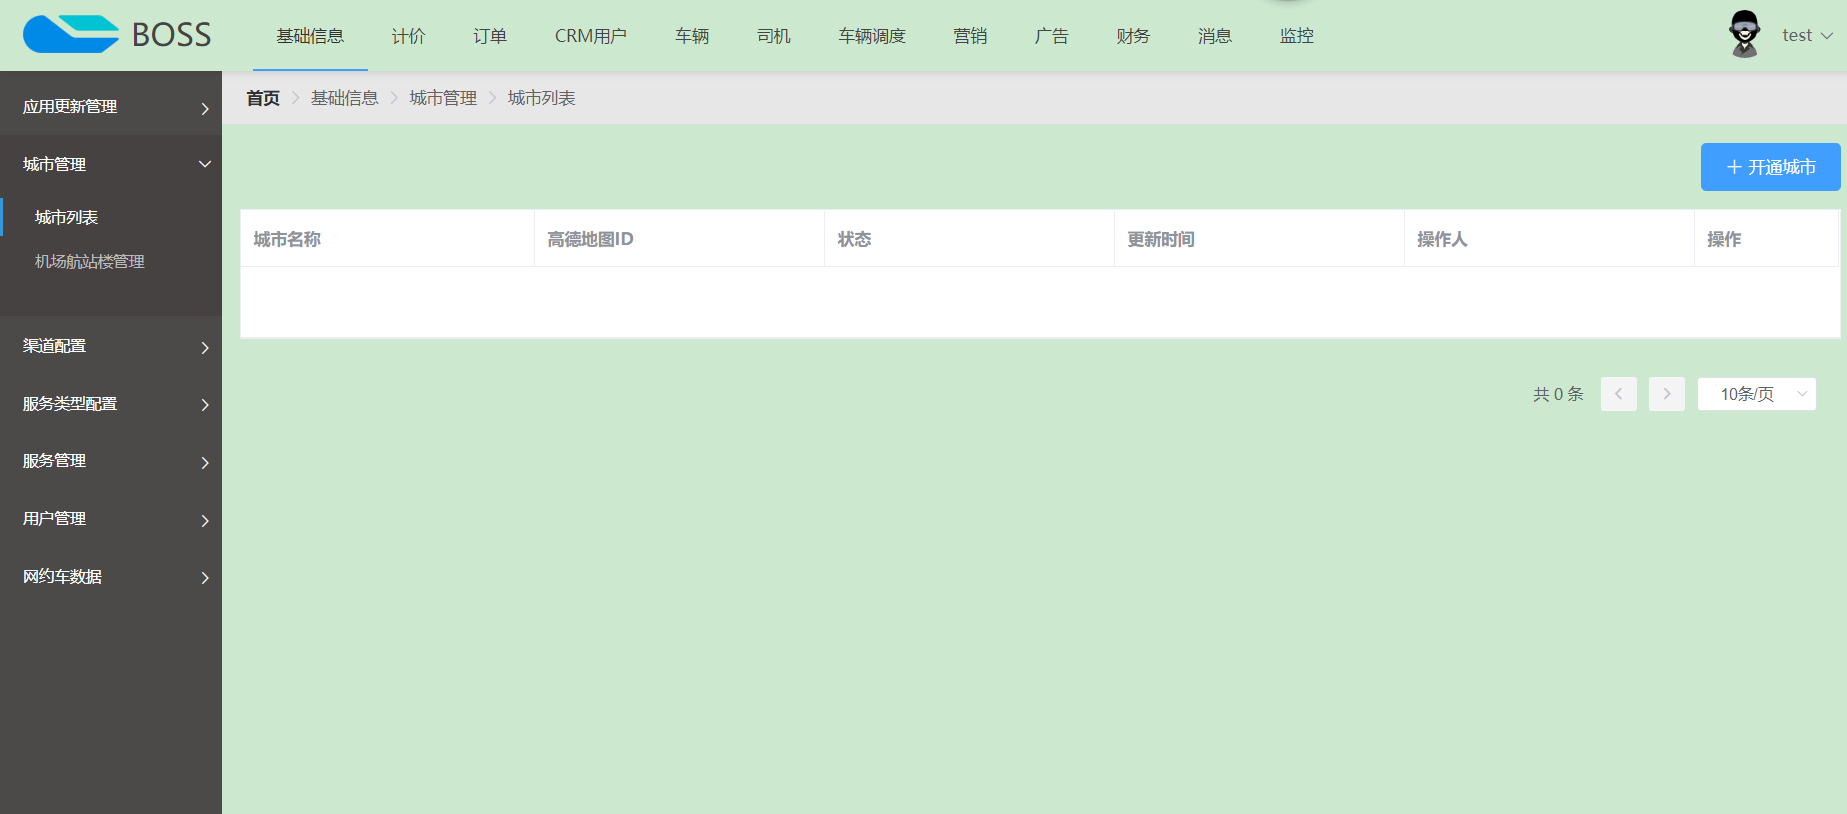 BOSS 基础信息 计价 订单 CRM用户 车辆 司机 车辆调度 营销 广告 财务 消息 监控 test
应用更新管理
城市管理
城市列表
机场航站楼管理
渠道配置
服务类型配置
服务管理
用户管理
网约车数据
首页 基础信息 城市管理 城市列表
开通城市
城市名称 高德地图ID 状态 更新时间 操作人 操作
共 0 条 10条/页